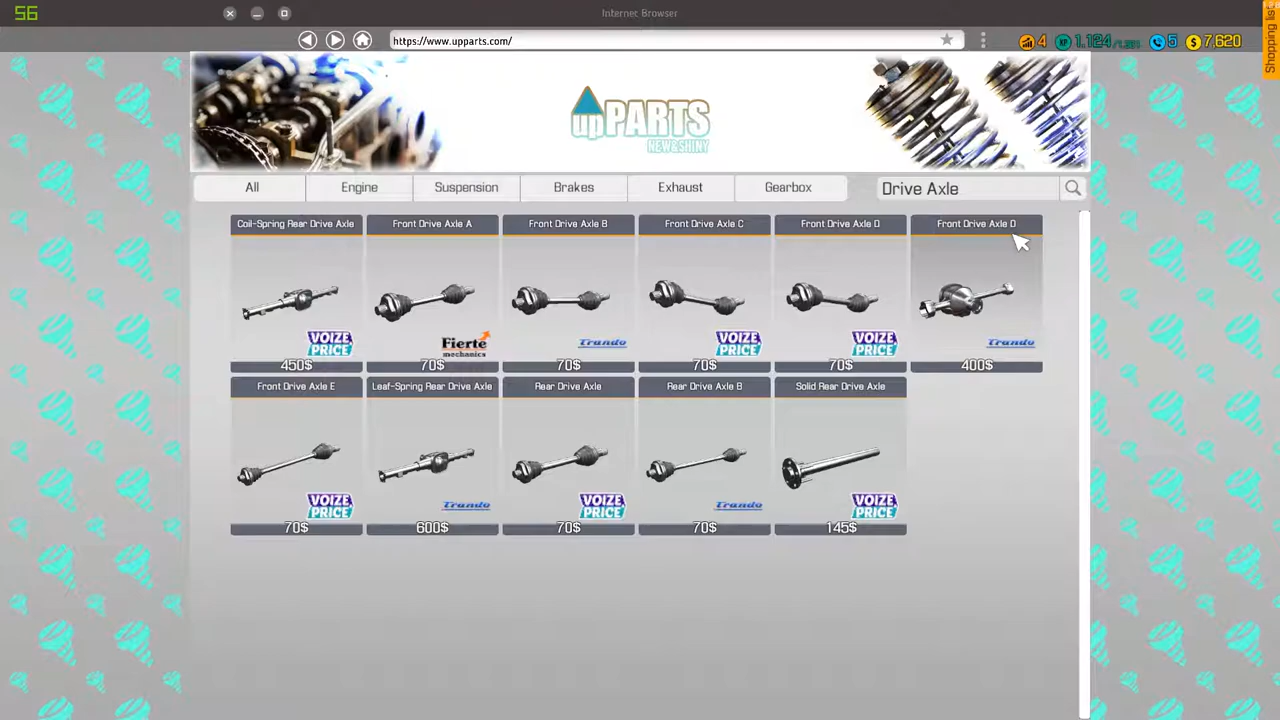 56
Internet Browser
https://www.upparts.com/
4
1.124
5
$ 7,620
Shopping list
upPARTS
NEW&SHINY
All
Engine
Suspension
Brakes
Exhaust
Gearbox
Drive Axle
Coil-Spring Rear Drive Axle
Front Drive Axle A
Front Drive Axle B
Front Drive Axle C
Front Drive Axle D
Front Drive Axle D
VOIZE PRICE
Fierte mechanics
Trando
VOIZE PRICE
VOIZE PRICE
Trando
450$
70$
70$
70$
70$
400$
Front Drive Axle E
Leaf-Spring Rear Drive Axle
Rear Drive Axle
Rear Drive Axle B
Solid Rear Drive Axle
VOIZE PRICE
Trando
VOIZE PRICE
Trando
VOIZE PRICE
70$
600$
70$
70$
145$